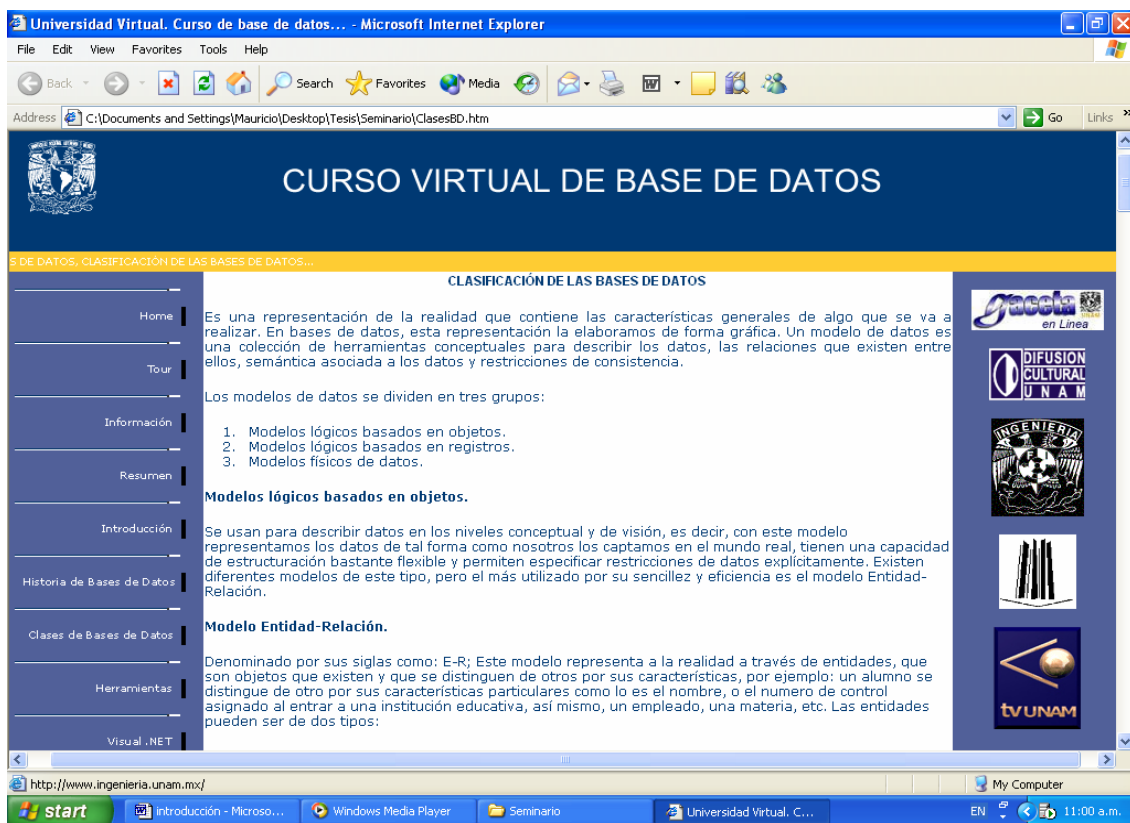 Universidad Virtual. Curso de base de datos... - Microsoft Internet Explorer
File Edit View Favorites Tools Help
Back Search Favorites Media
Address C:\Documents and Settings\Mauricio\Desktop\Tesis\Seminario\ClasesBD.htm Go Links »
CURSO VIRTUAL DE BASE DE DATOS
S DE DATOS, CLASIFICACIÓN DE LAS BASES DE DATOS...
Home
Tour
Información
Resumen
Introducción
Historia de Bases de Datos
Clases de Bases de Datos
Herramientas
Visual .NET
CLASIFICACIÓN DE LAS BASES DE DATOS
Es una representación de la realidad que contiene las características generales de algo que se va a
realizar. En bases de datos, esta representación la elaboramos de forma gráfica. Un modelo de datos es
una colección de herramientas conceptuales para describir los datos, las relaciones que existen entre
ellos, semántica asociada a los datos y restricciones de consistencia.
Los modelos de datos se dividen en tres grupos:
1. Modelos lógicos basados en objetos.
2. Modelos lógicos basados en registros.
3. Modelos físicos de datos.
Modelos lógicos basados en objetos.
Se usan para describir datos en los niveles conceptual y de visión, es decir, con este modelo
representamos los datos de tal forma como nosotros los captamos en el mundo real, tienen una capacidad
de estructuración bastante flexible y permiten especificar restricciones de datos explícitamente. Existen
diferentes modelos de este tipo, pero el más utilizado por su sencillez y eficiencia es el modelo Entidad-
Relación.
Modelo Entidad-Relación.
Denominado por sus siglas como: E-R; Este modelo representa a la realidad a través de entidades, que
son objetos que existen y que se distinguen de otros por sus características, por ejemplo: un alumno se
distingue de otro por sus características particulares como lo es el nombre, o el numero de control
asignado al entrar a una institución educativa, así mismo, un empleado, una materia, etc. Las entidades
pueden ser de dos tipos:
gaceta
UNAM
en Linea
DIFUSION
CULTURAL
UNAM
INGENIERIA
tv UNAM
http://www.ingenieria.unam.mx/ My Computer
start introducción - Microso... Windows Media Player Seminario Universidad Virtual. C... EN 11:00 a.m.